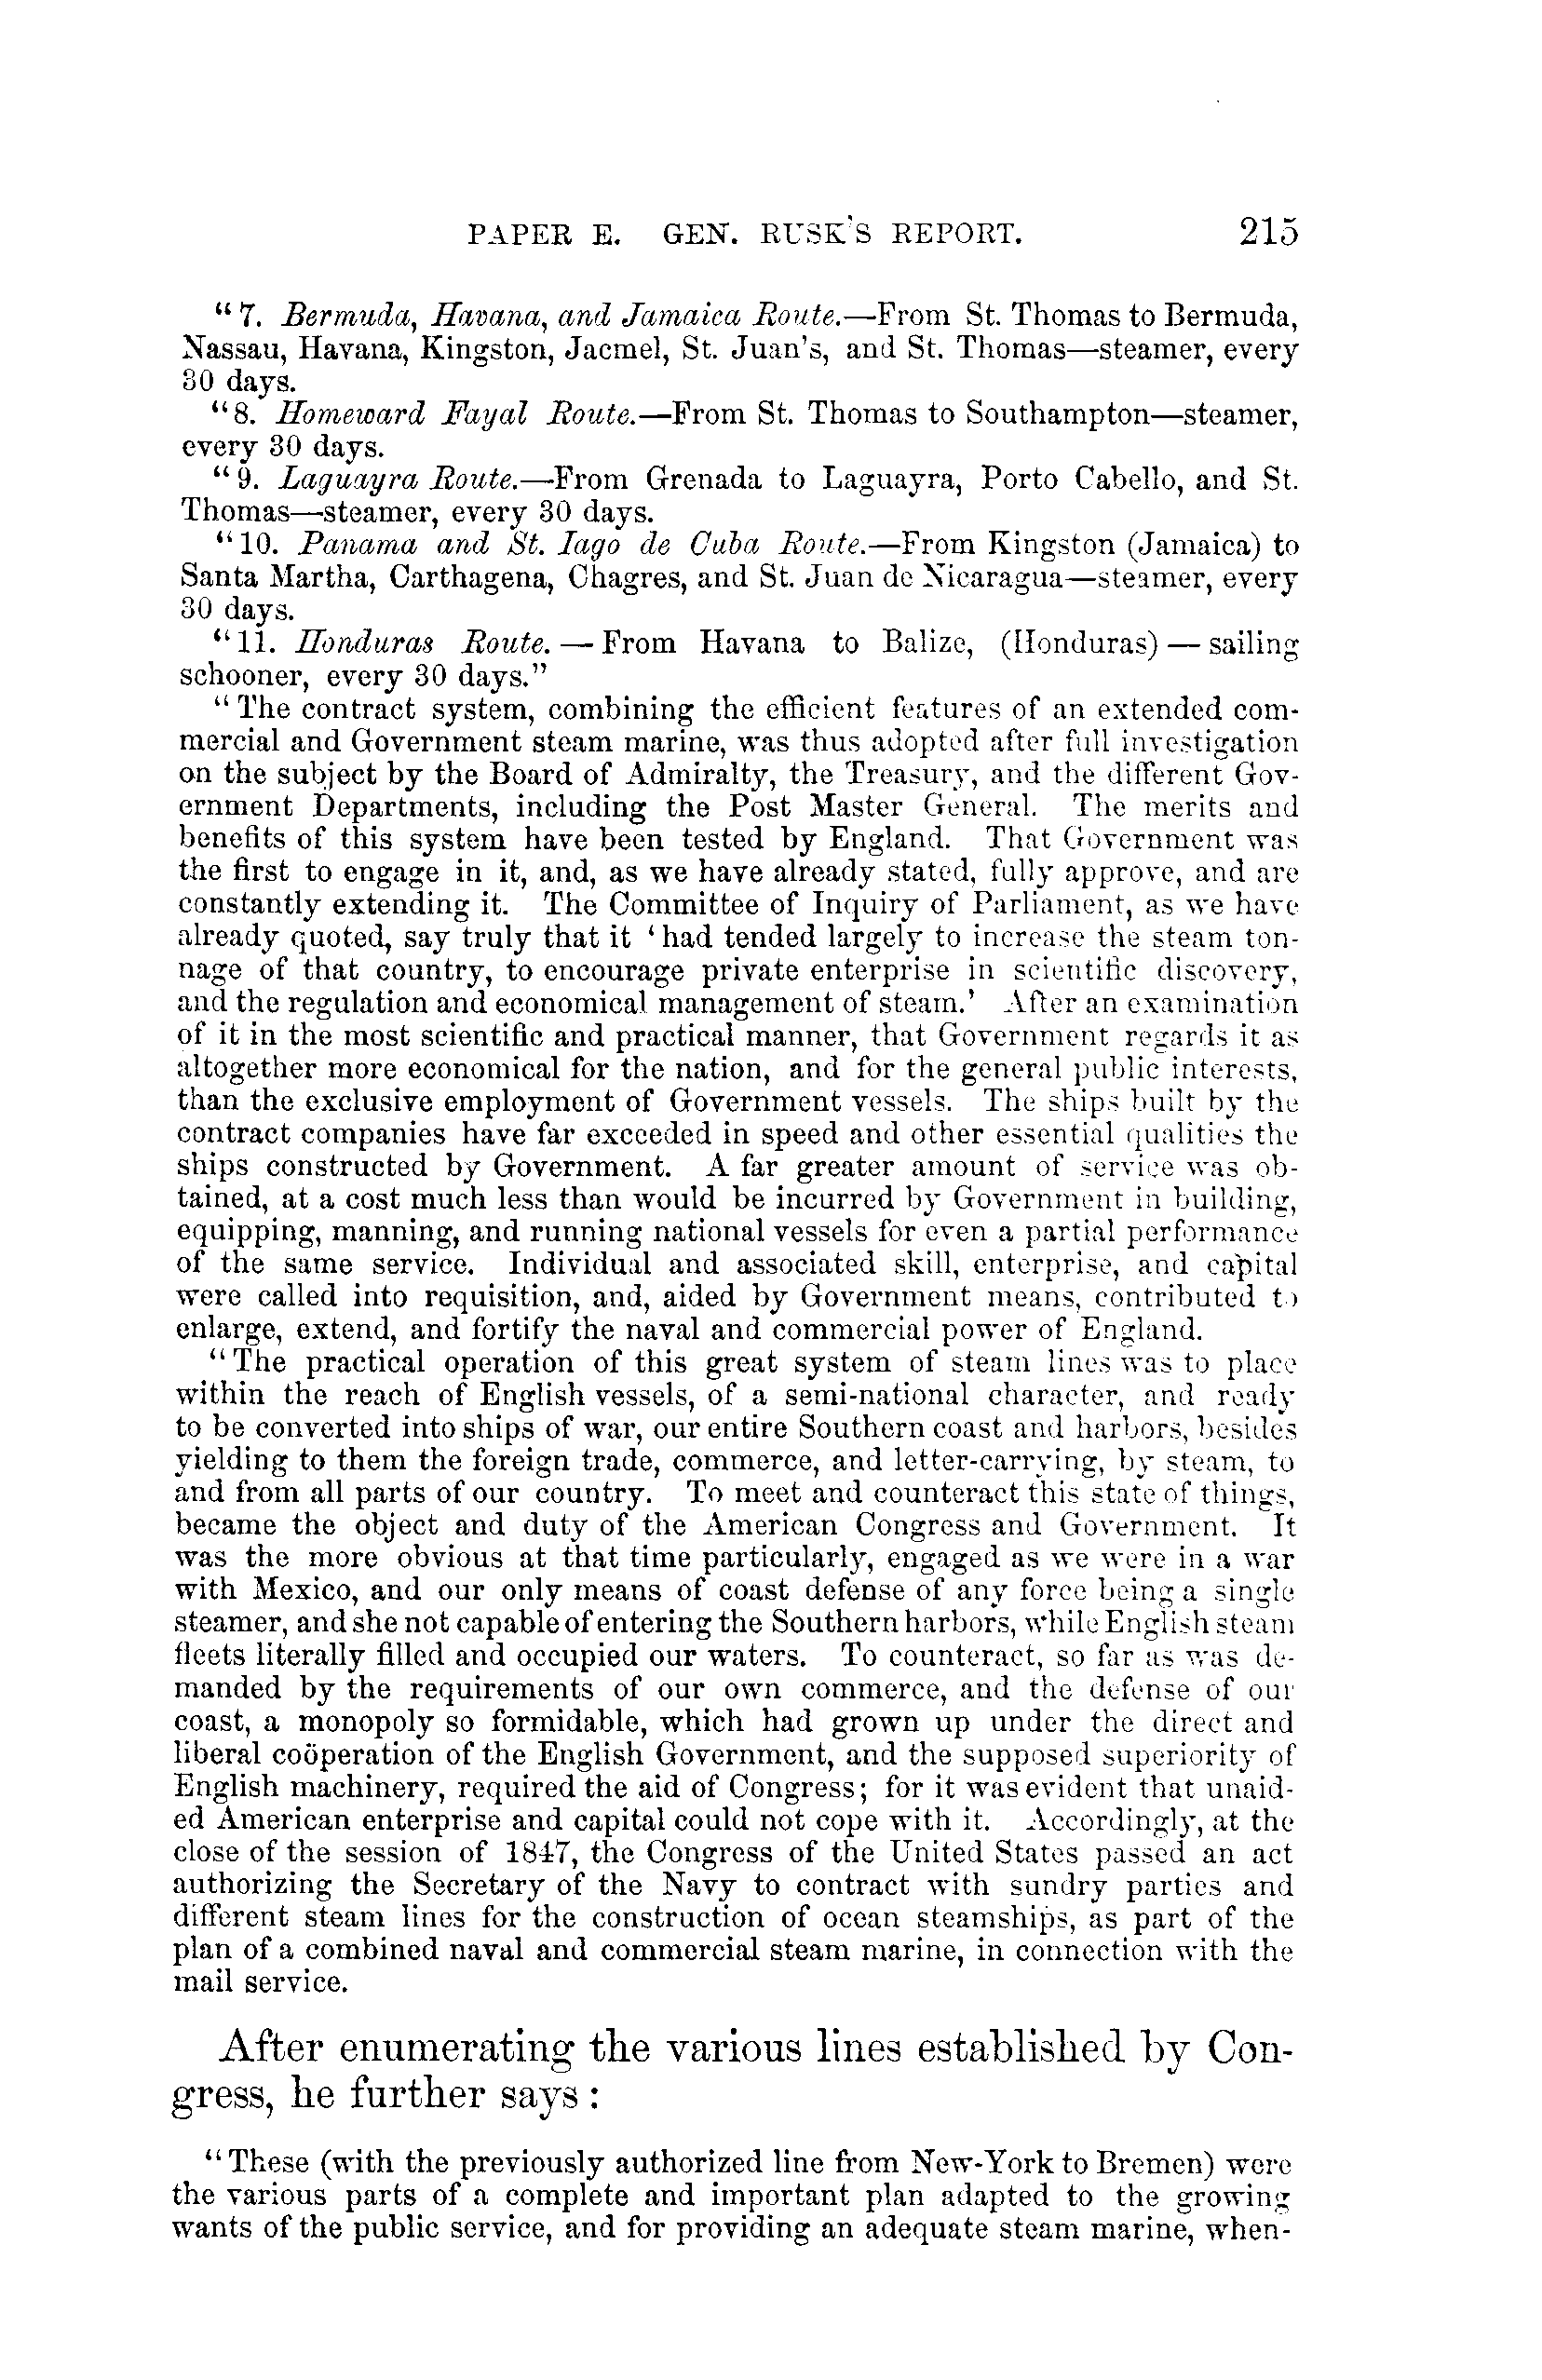 PAPER E. GEN. RUSK'S REPORT. 215
"7. Bermuda, Havana, and Jamaica Route.—From St. Thomas to Bermuda,
Nassau, Havana, Kingston, Jacmel, St. Juan's, and St. Thomas—steamer, every
30 days.
"8. Homeward Fayal Route.—From St. Thomas to Southampton—steamer,
every 30 days.
"9. Laguayra Route.—From Grenada to Laguayra, Porto Cabello, and St.
Thomas—steamer, every 30 days.
"10. Panama and St. Iago de Cuba Route.—From Kingston (Jamaica) to
Santa Martha, Carthagena, Chagres, and St. Juan de Nicaragua—steamer, every
30 days.
"11. Honduras Route.—From Havana to Balize, (Honduras)—sailing
schooner, every 30 days."
"The contract system, combining the efficient features of an extended com-
mercial and Government steam marine, was thus adopted after full investigation
on the subject by the Board of Admiralty, the Treasury, and the different Gov-
ernment Departments, including the Post Master General. The merits and
benefits of this system have been tested by England. That Government was
the first to engage in it, and, as we have already stated, fully approve, and are
constantly extending it. The Committee of Inquiry of Parliament, as we have
already quoted, say truly that it 'had tended largely to increase the steam ton-
nage of that country, to encourage private enterprise in scientific discovery,
and the regulation and economical management of steam.' After an examination
of it in the most scientific and practical manner, that Government regards it as
altogether more economical for the nation, and for the general public interests,
than the exclusive employment of Government vessels. The ships built by the
contract companies have far exceeded in speed and other essential qualities the
ships constructed by Government. A far greater amount of service was ob-
tained, at a cost much less than would be incurred by Government in building,
equipping, manning, and running national vessels for even a partial performance
of the same service. Individual and associated skill, enterprise, and capital
were called into requisition, and, aided by Government means, contributed to
enlarge, extend, and fortify the naval and commercial power of England.
"The practical operation of this great system of steam lines was to place
within the reach of English vessels, of a semi-national character, and ready
to be converted into ships of war, our entire Southern coast and harbors, besides
yielding to them the foreign trade, commerce, and letter-carrying, by steam, to
and from all parts of our country. To meet and counteract this state of things,
became the object and duty of the American Congress and Government. It
was the more obvious at that time particularly, engaged as we were in a war
with Mexico, and our only means of coast defense of any force being a single
steamer, and she not capable of entering the Southern harbors, while English steam
fleets literally filled and occupied our waters. To counteract, so far as was de-
manded by the requirements of our own commerce, and the defense of our
coast, a monopoly so formidable, which had grown up under the direct and
liberal coöperation of the English Government, and the supposed superiority of
English machinery, required the aid of Congress; for it was evident that unaid-
ed American enterprise and capital could not cope with it. Accordingly, at the
close of the session of 1847, the Congress of the United States passed an act
authorizing the Secretary of the Navy to contract with sundry parties and
different steam lines for the construction of ocean steamships, as part of the
plan of a combined naval and commercial steam marine, in connection with the
mail service.
After enumerating the various lines established by Con-
gress, he further says:
"These (with the previously authorized line from New-York to Bremen) were
the various parts of a complete and important plan adapted to the growing
wants of the public service, and for providing an adequate steam marine, when-